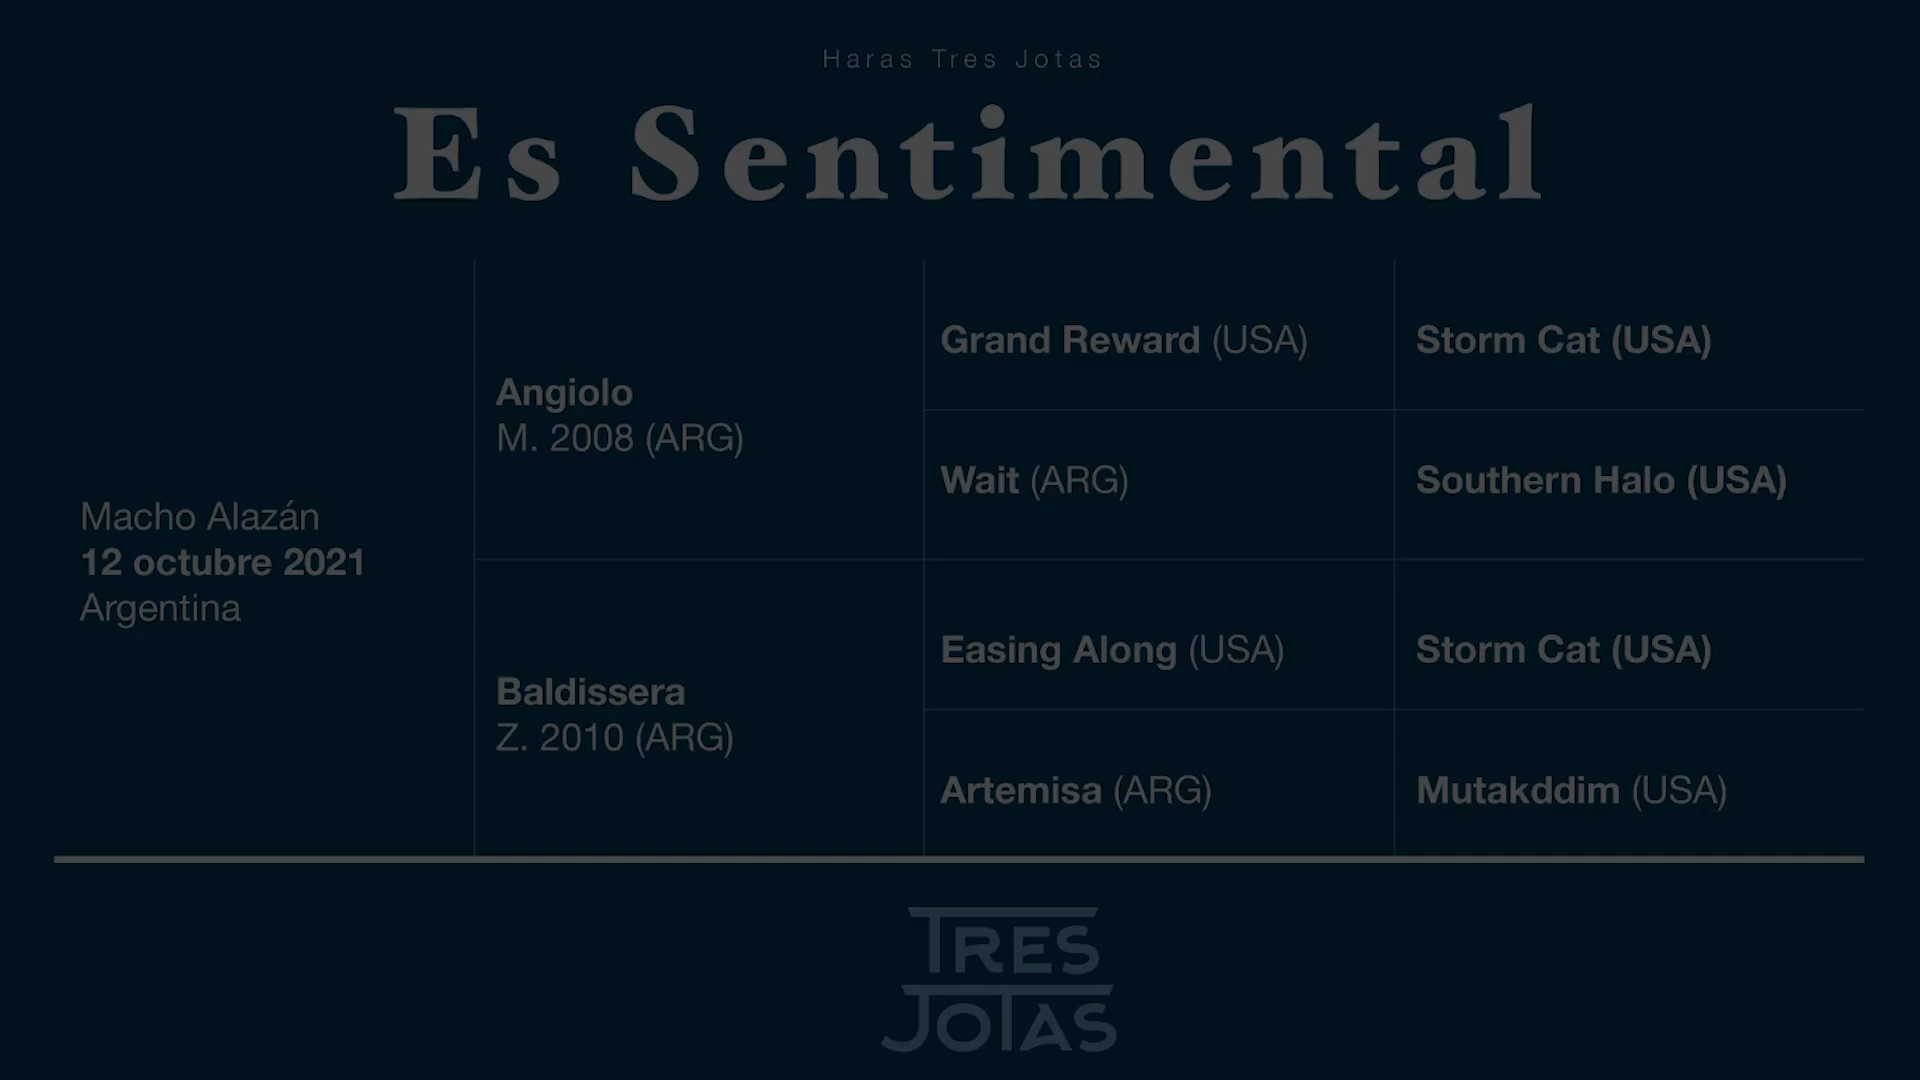 Haras Tres Jotas
Es Sentimental
Macho Alazán
12 octubre 2021
Argentina
Angiolo
M. 2008 (ARG)
Baldissera
Z. 2010 (ARG)
Grand Reward (USA)
Wait (ARG)
Easing Along (USA)
Artemisa (ARG)
Storm Cat (USA)
Southern Halo (USA)
Storm Cat (USA)
Mutakddim (USA)
TRES
JOTAS